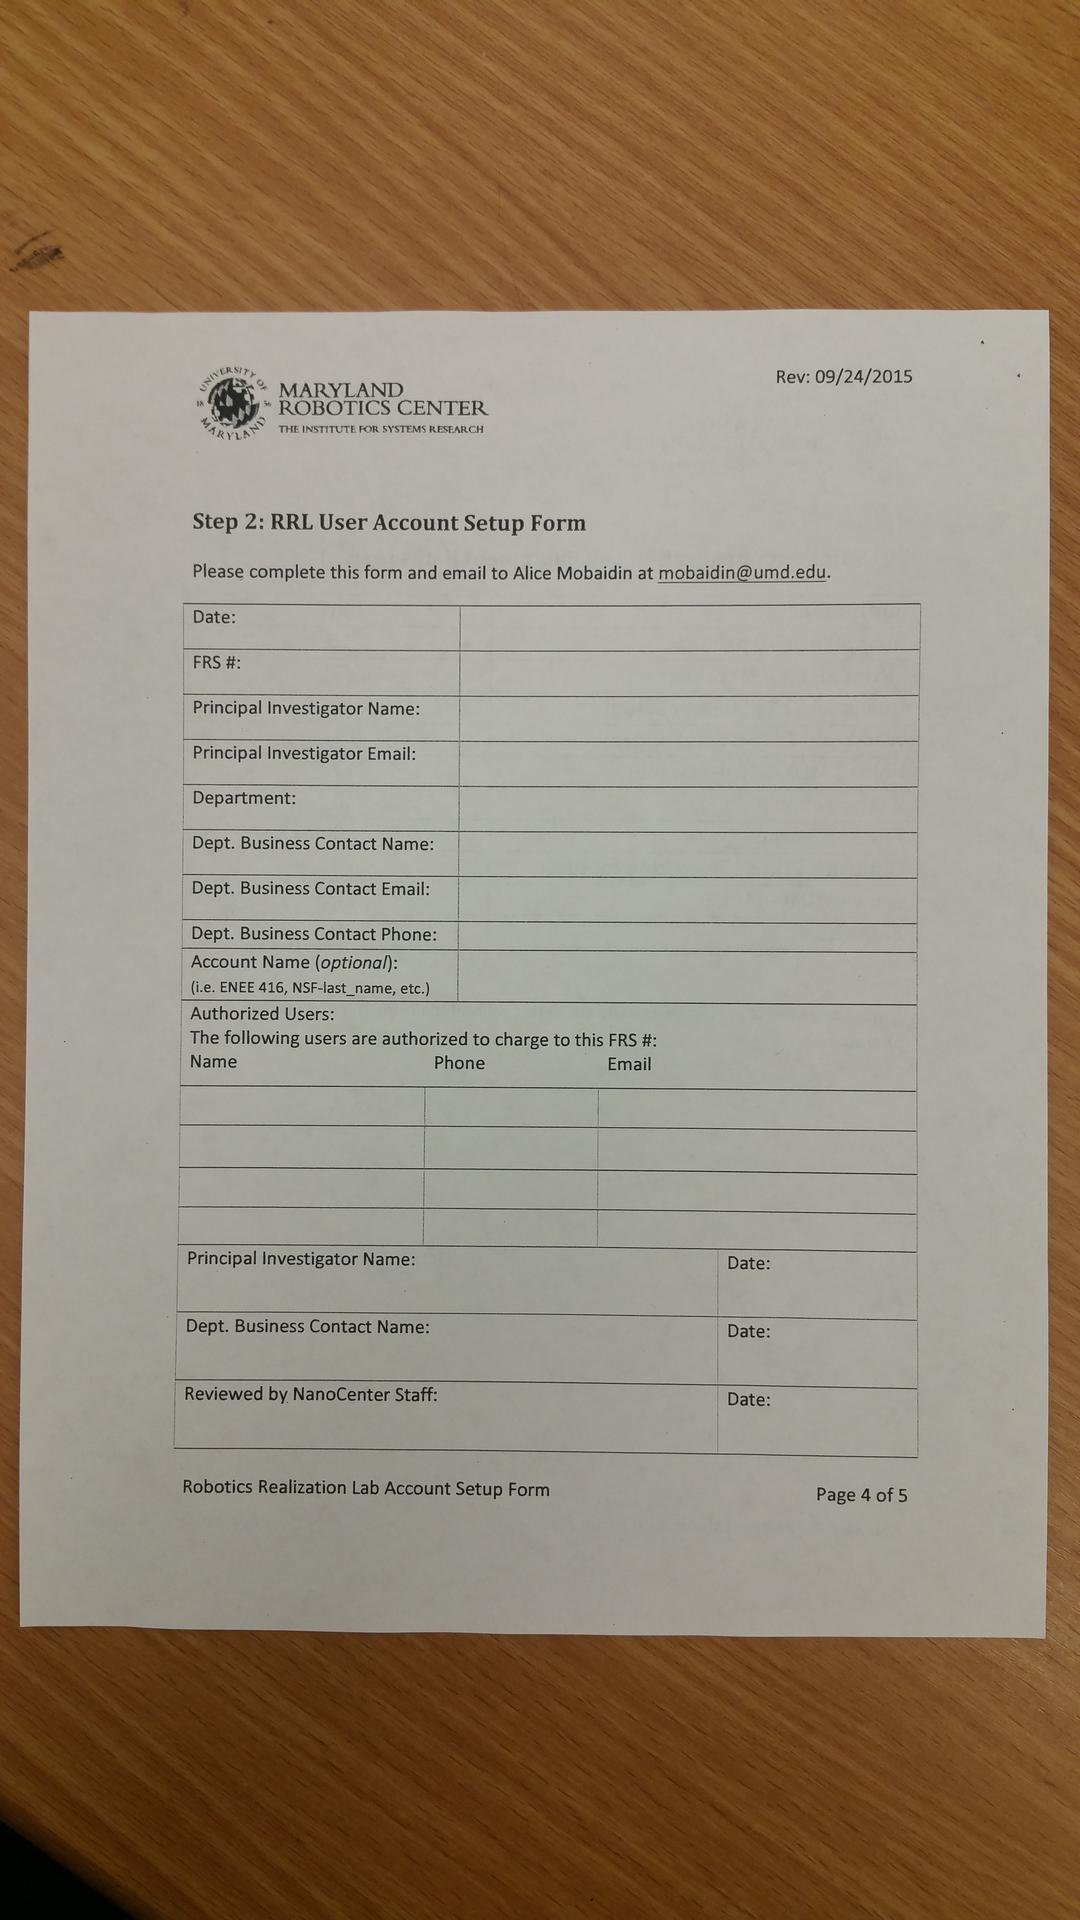 UNIVERSITY OF
18 56
MARYLAND
MARYLAND
ROBOTICS CENTER
THE INSTITUTE FOR SYSTEMS RESEARCH
Rev: 09/24/2015
Step 2: RRL User Account Setup Form
Please complete this form and email to Alice Mobaidin at mobaidin@umd.edu.
Date:
FRS #:
Principal Investigator Name:
Principal Investigator Email:
Department:
Dept. Business Contact Name:
Dept. Business Contact Email:
Dept. Business Contact Phone:
Account Name (optional):
(i.e. ENEE 416, NSF-last_name, etc.)
Authorized Users:
The following users are authorized to charge to this FRS #:
Name Phone Email
Principal Investigator Name: Date:
Dept. Business Contact Name: Date:
Reviewed by NanoCenter Staff: Date:
Robotics Realization Lab Account Setup Form Page 4 of 5